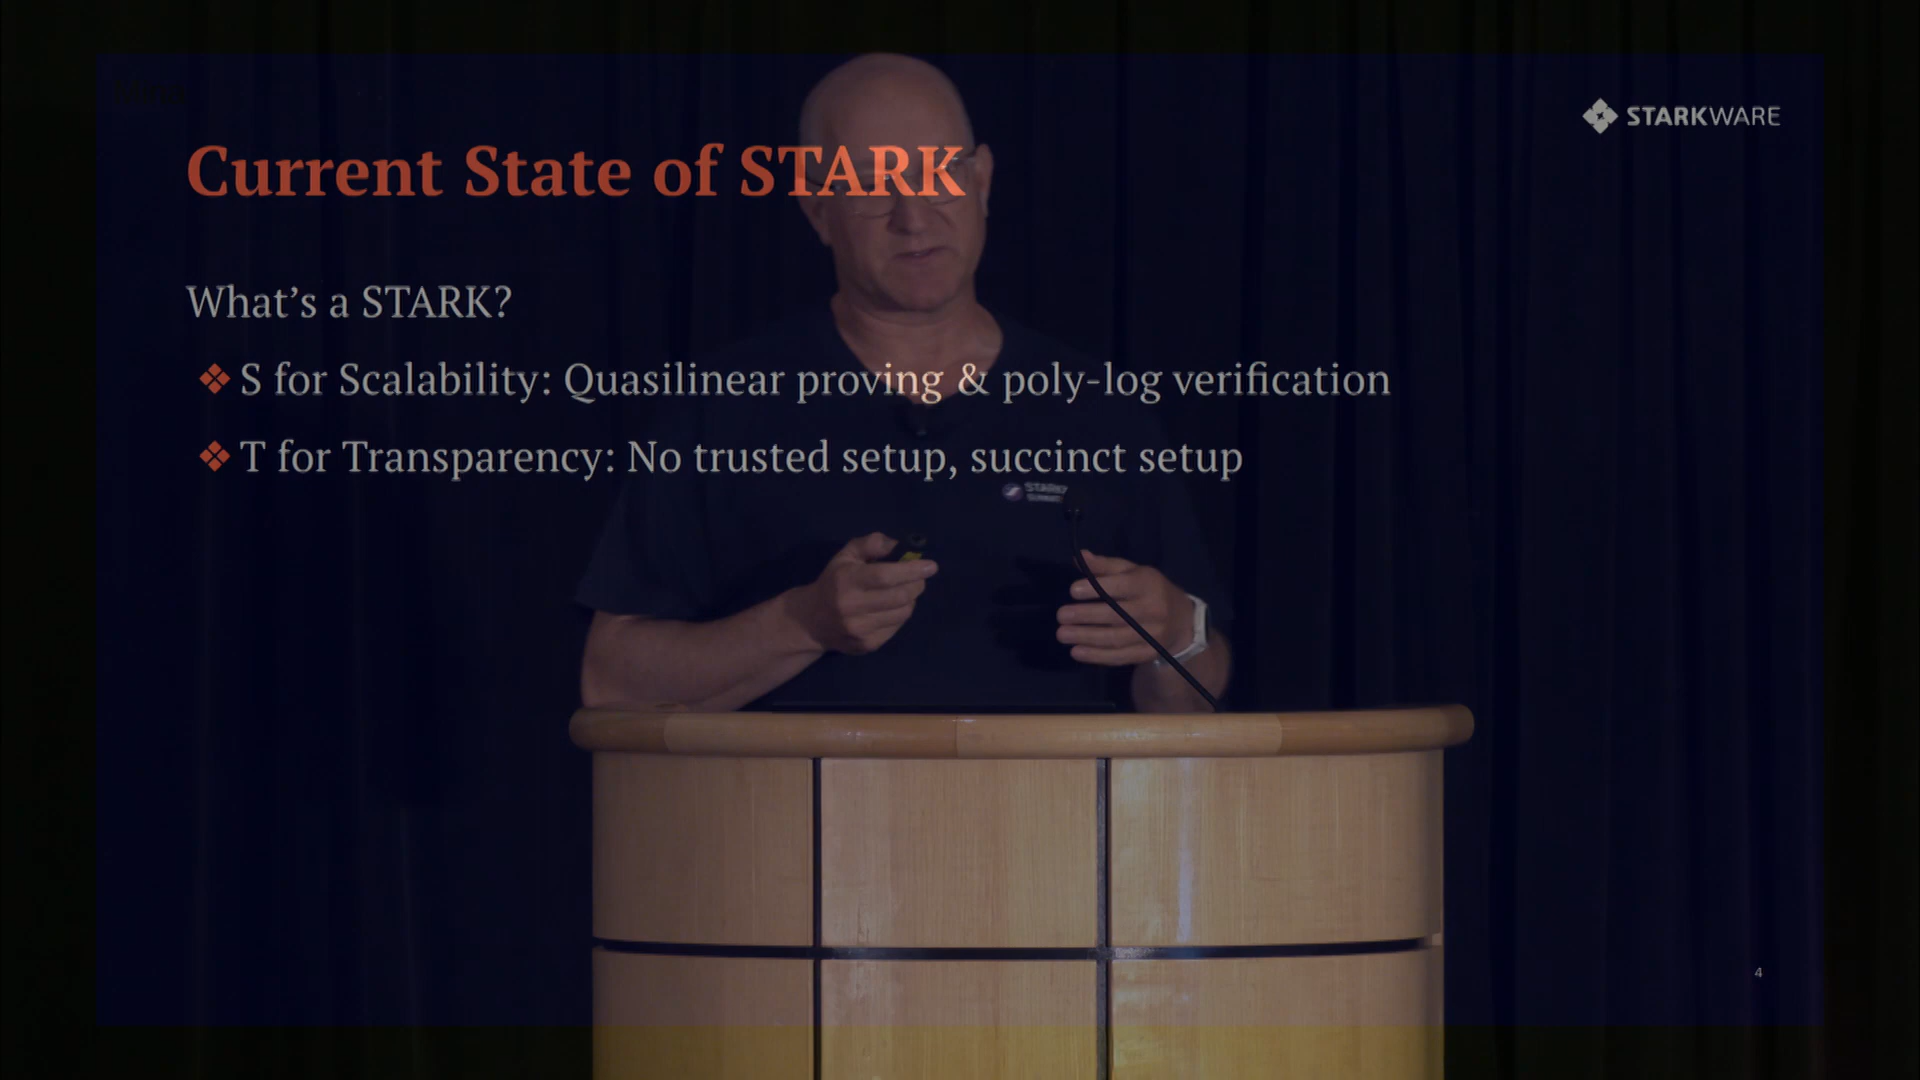 STARKWARE
Current State of STARK
What's a STARK?
S for Scalability: Quasilinear proving & poly-log verification
T for Transparency: No trusted setup, succinct setup
4